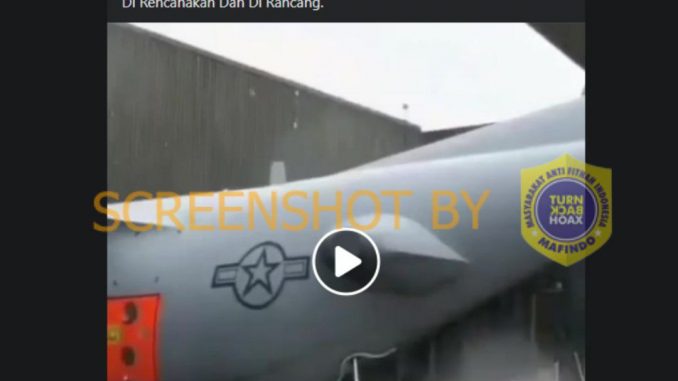 Di Rencanakan Dan Di Rancang.
SCREENSHOT BY
MASYARAKAT ANTI FITNAH INDONESIA
TURN
BACK
HOAX
MAFINDO